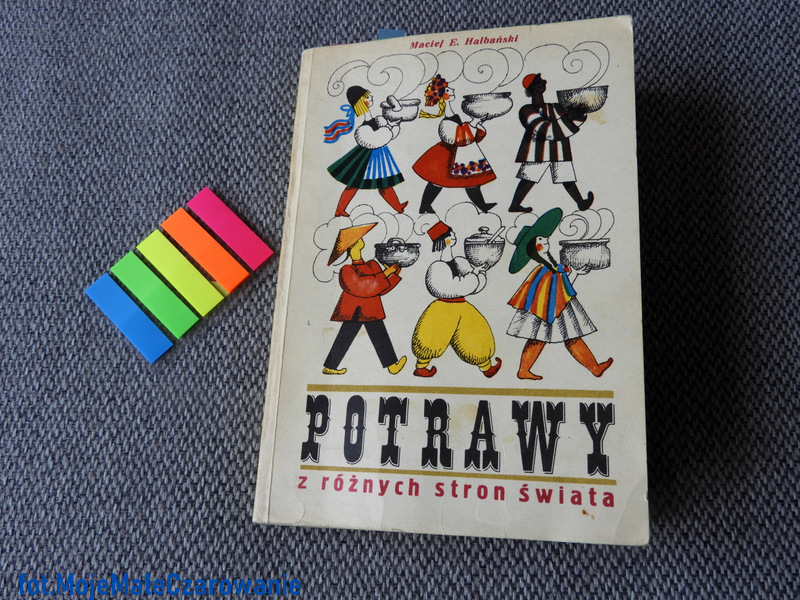 Maciej E. Halbański
POTRAWY
z różnych stron świata
fot.MojeMałeCzarowanie